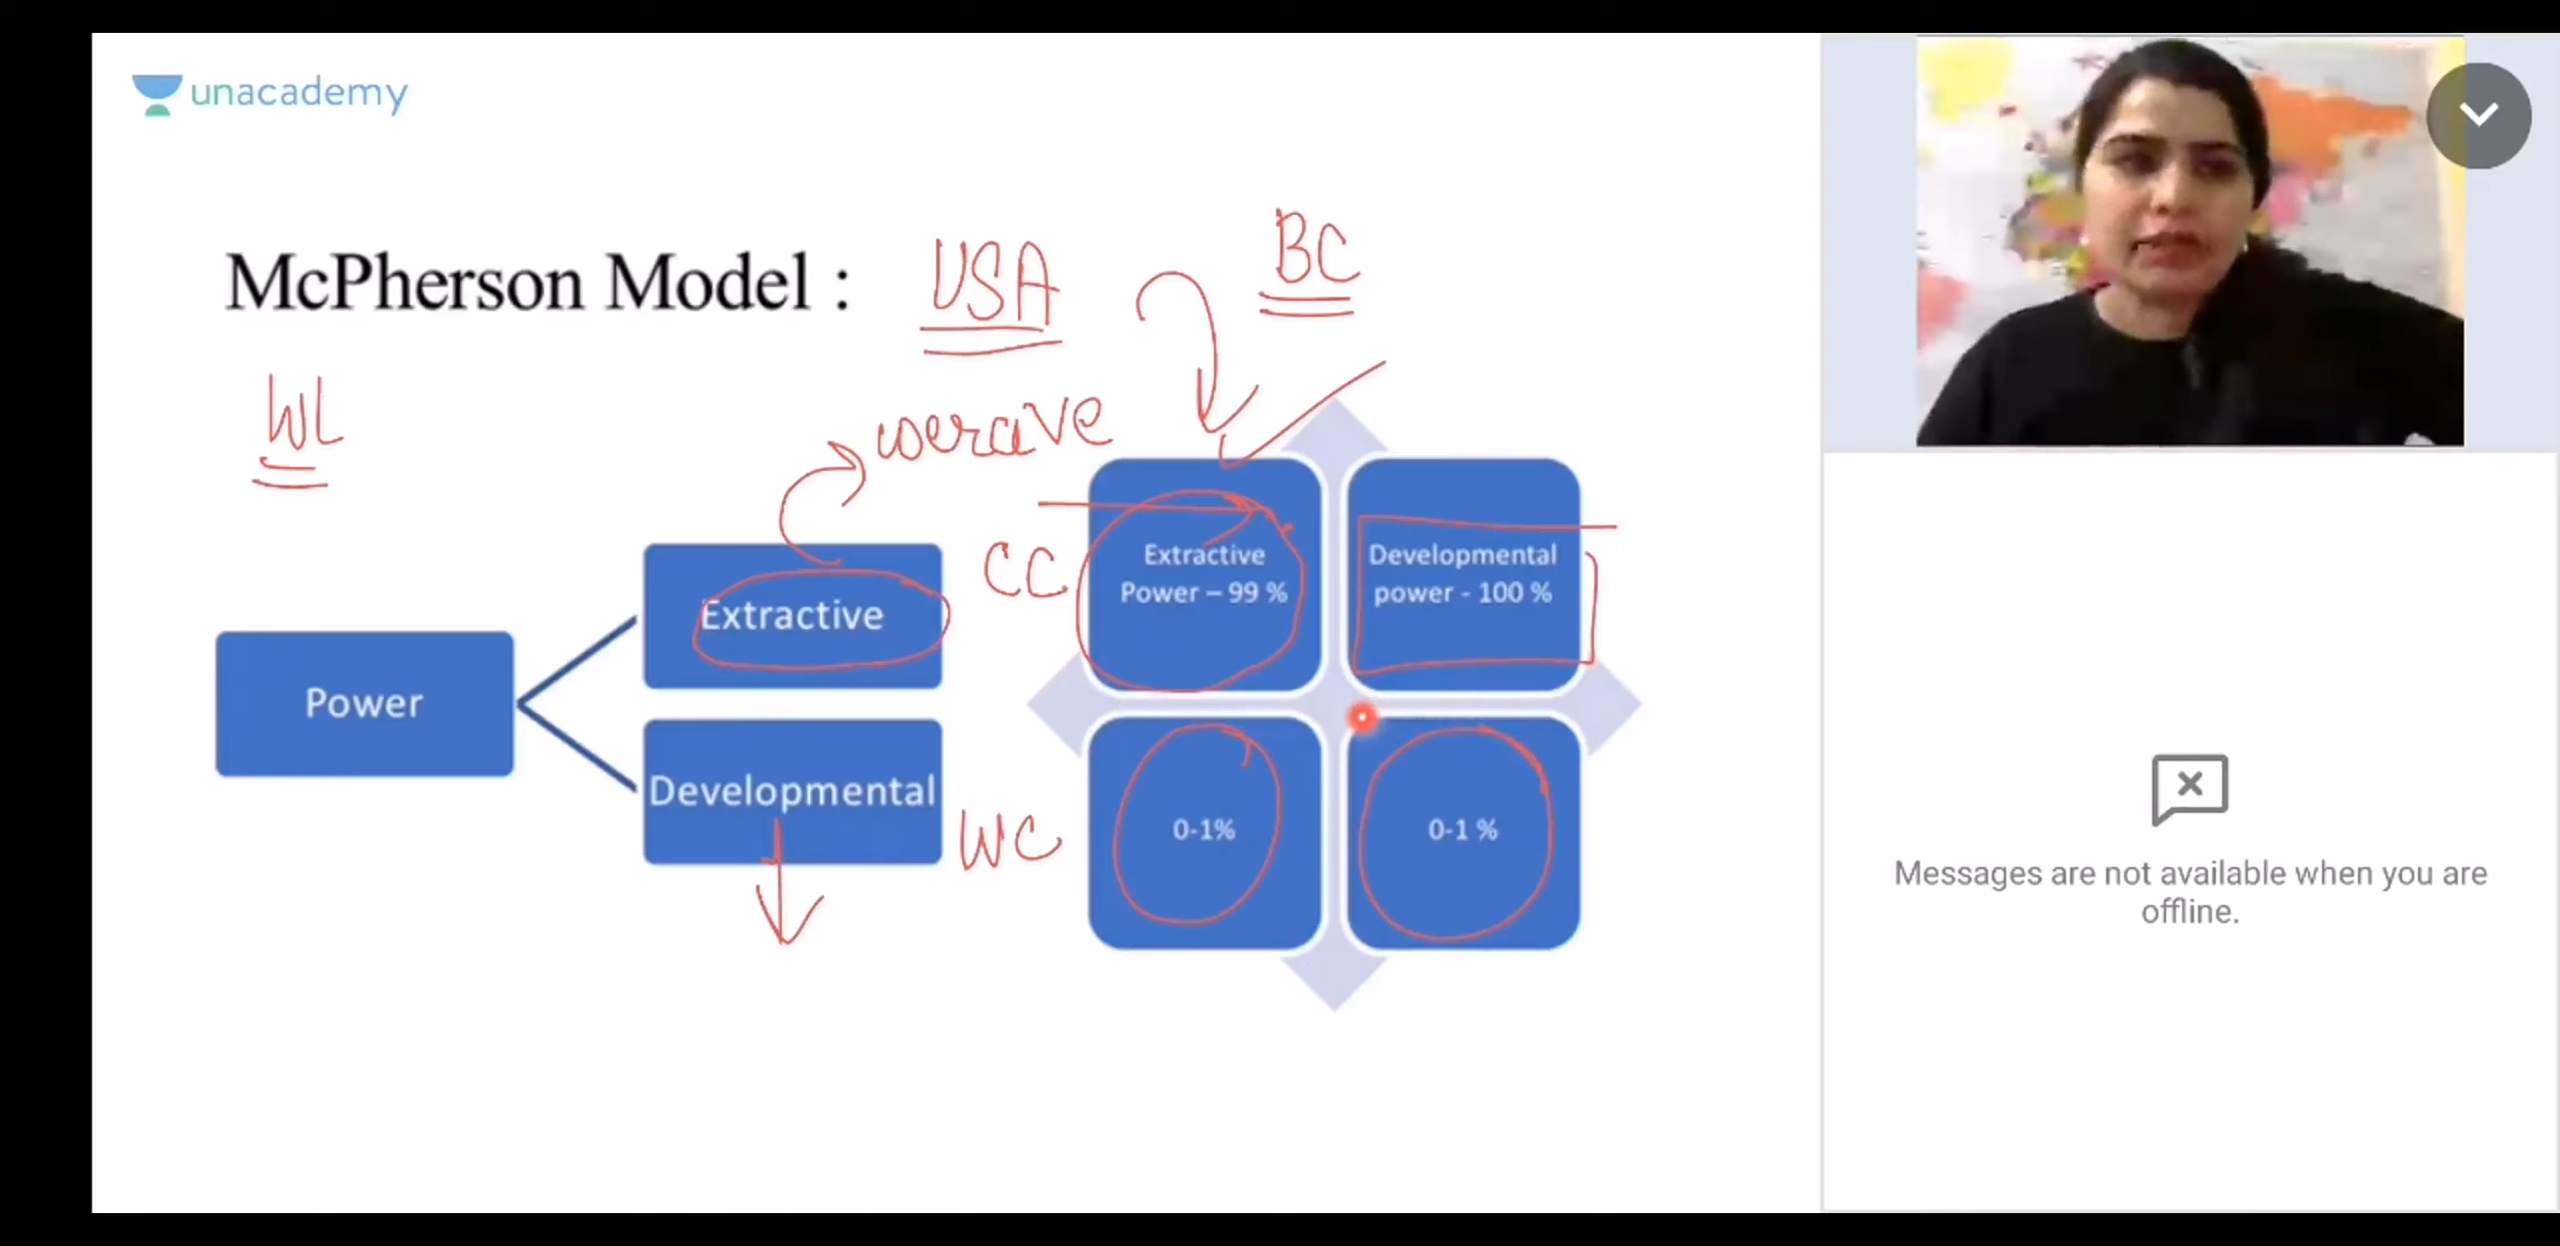 unacademy
McPherson Model :
USA
BC
WL
coercive
Extractive
Power
Developmental
CC
Extractive
Power – 99 %
Developmental
power - 100 %
WC
0-1%
0-1 %
Messages are not available when you are
offline.